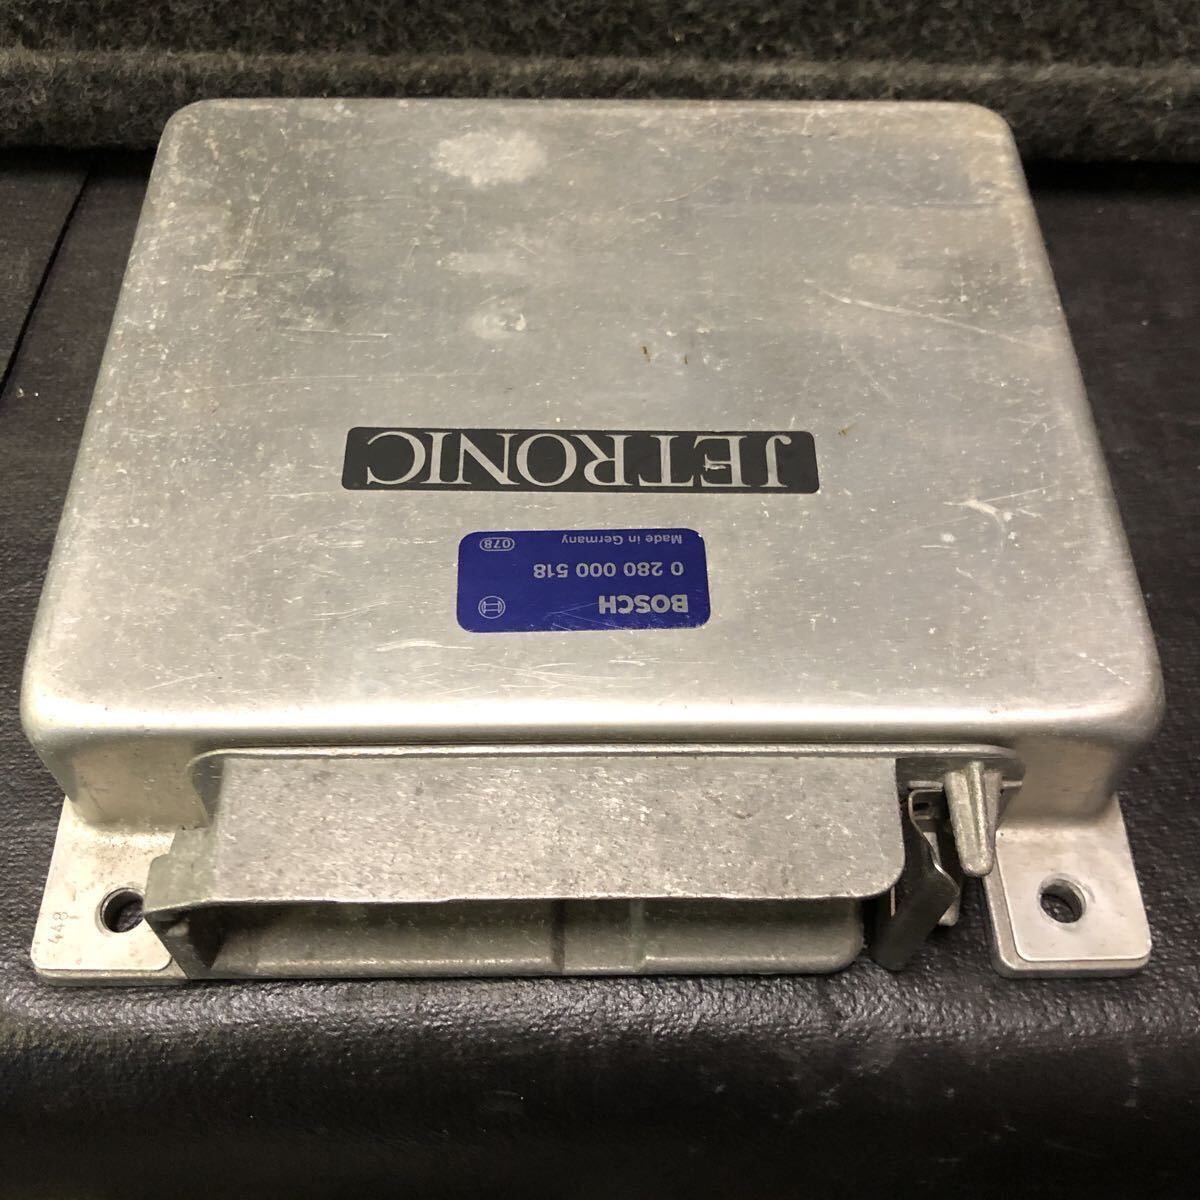 BOSCH
0 280 000 518
Made in Germany 078
JETRONIC
448